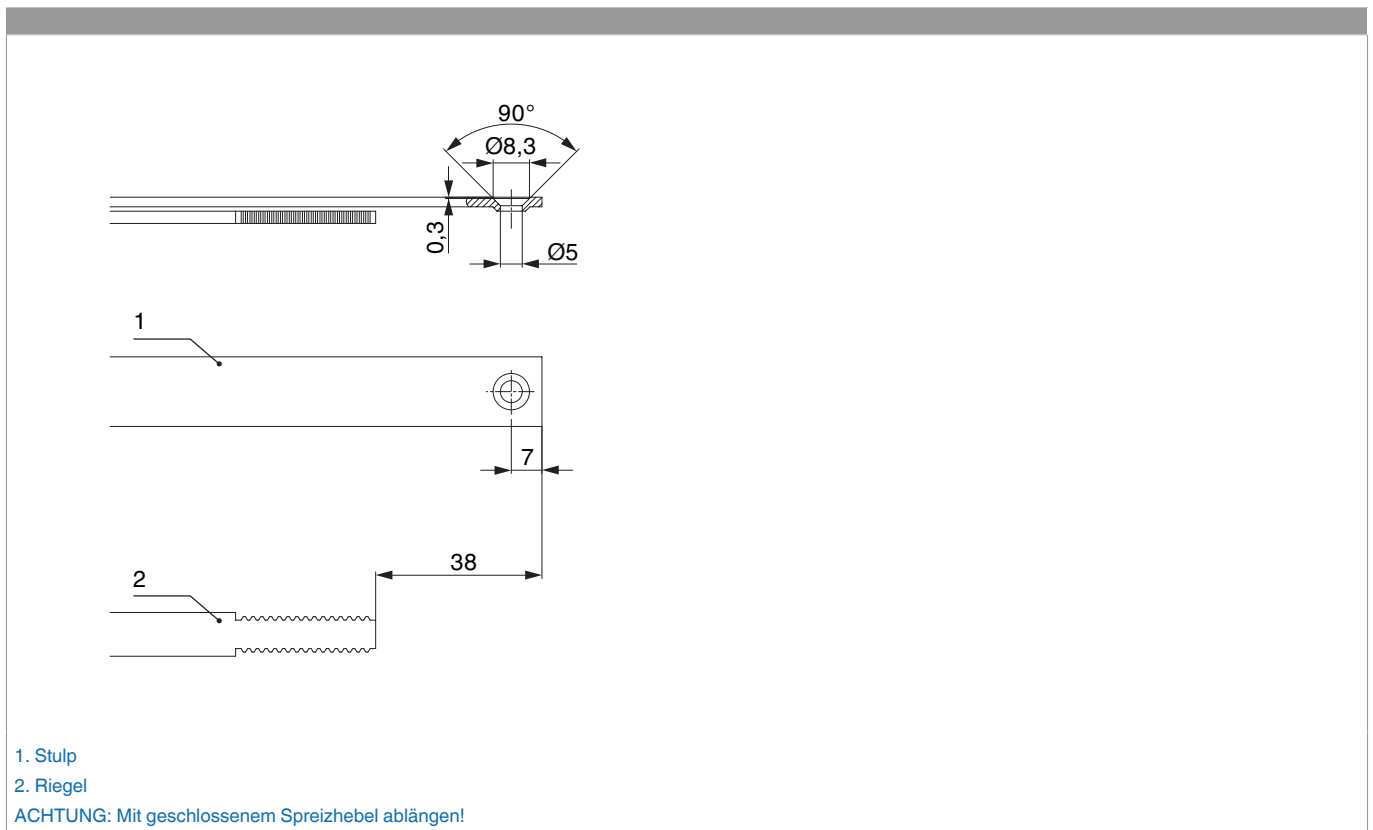 90°
Ø8,3
0,3
Ø5
1
7
38
2
1. Stulp
2. Riegel
ACHTUNG: Mit geschlossenem Spreizhebel ablängen!